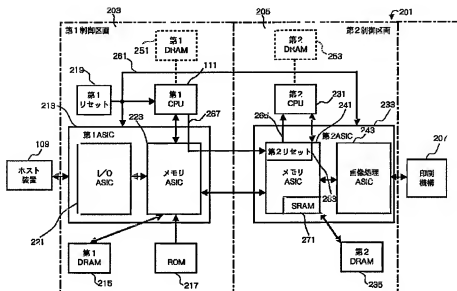 203
205
201
第1制御区画
第2制御区画
251
第1
DRAM
第2
DRAM
253
261
219
第1
リセット
111
第1
CPU
第2
CPU
231
213
223
267
265
241
233
第1ASIC
第2ASIC
243
109
ホスト
装置
I/O
ASIC
メモリ
ASIC
第2リセット
メモリ
ASIC
画像処理
ASIC
263
207
印刷
機構
221
SRAM
271
第1
DRAM
ROM
第2
DRAM
215
217
235